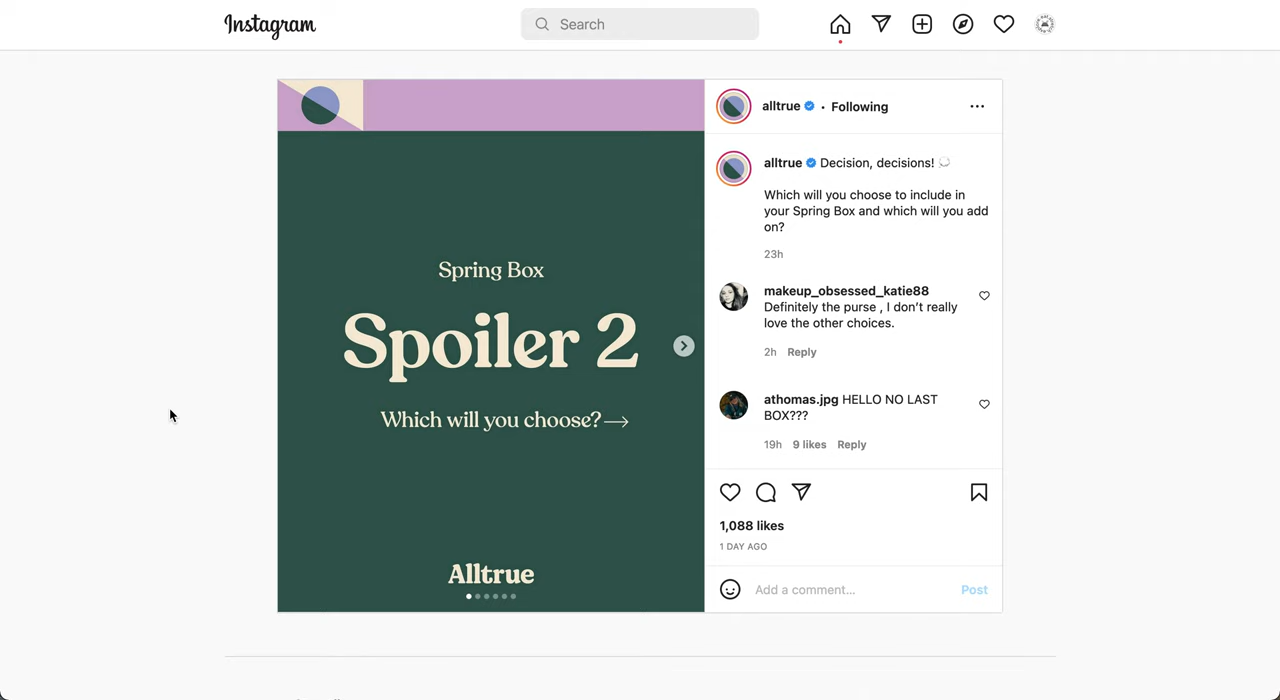 Instagram
Search
Spring Box
Spoiler 2
Which will you choose?→
Alltrue
alltrue • Following
alltrue Decision, decisions!
Which will you choose to include in
your Spring Box and which will you add
on?
23h
makeup_obsessed_katie88
Definitely the purse , I don’t really
love the other choices.
2h Reply
athomas.jpg HELLO NO LAST
BOX???
19h 9 likes Reply
1,088 likes
1 DAY AGO
Add a comment...
Post